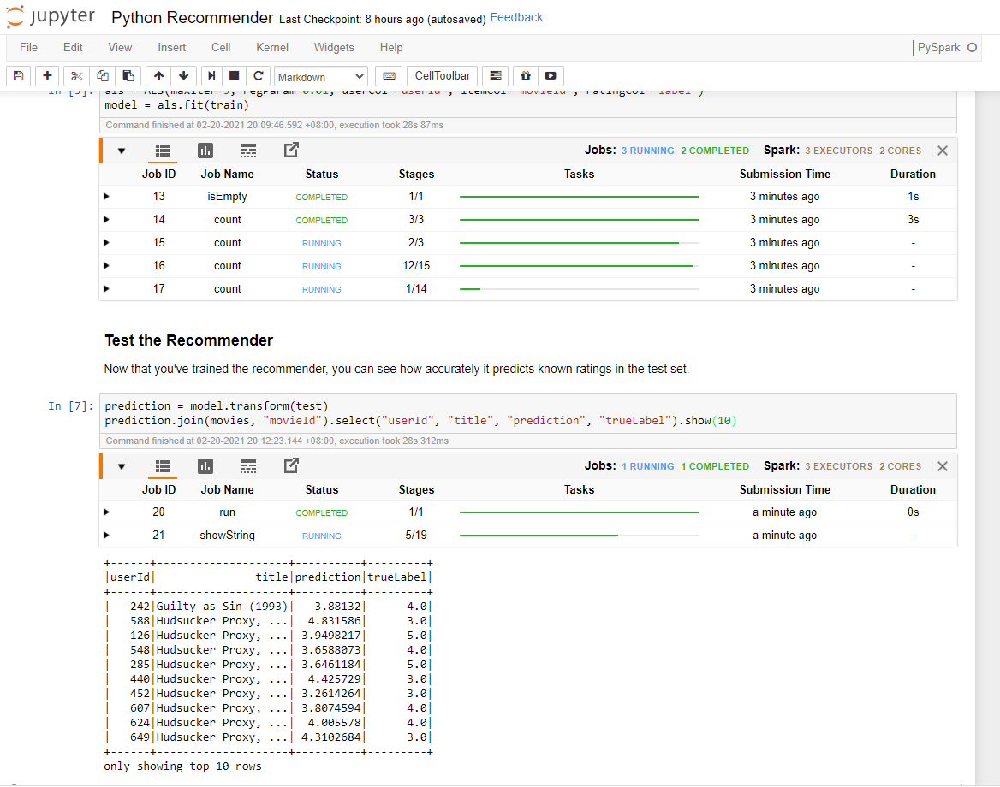 jupyter Python Recommender Last Checkpoint: 8 hours ago (autosaved) Feedback
File Edit View Insert Cell Kernel Widgets Help PySpark
Markdown CellToolbar
In [5]: als = ALS(maxIter=5, regParam=0.01, userCol="userId", itemCol="movieId", ratingCol="label")
model = als.fit(train)
Command finished at 02-20-2021 20:09:46.592 +08:00, execution took 28s 87ms
Jobs: 3 RUNNING 2 COMPLETED Spark: 3 EXECUTORS 2 CORES
Job ID Job Name Status Stages Tasks Submission Time Duration
13 isEmpty COMPLETED 1/1 3 minutes ago 1s
14 count COMPLETED 3/3 3 minutes ago 3s
15 count RUNNING 2/3 3 minutes ago -
16 count RUNNING 12/15 3 minutes ago -
17 count RUNNING 1/14 3 minutes ago -
Test the Recommender
Now that you've trained the recommender, you can see how accurately it predicts known ratings in the test set.
In [7]: prediction = model.transform(test)
prediction.join(movies, "movieId").select("userId", "title", "prediction", "trueLabel").show(10)
Command finished at 02-20-2021 20:12:23.144 +08:00, execution took 28s 312ms
Jobs: 1 RUNNING 1 COMPLETED Spark: 3 EXECUTORS 2 CORES
Job ID Job Name Status Stages Tasks Submission Time Duration
20 run COMPLETED 1/1 a minute ago 0s
21 showString RUNNING 5/19 a minute ago -
+------+--------------------+----------+---------+
|userId|               title|prediction|trueLabel|
+------+--------------------+----------+---------+
|   242|Guilty as Sin (1993)|   3.88132|      4.0|
|   588|Hudsucker Proxy, ...|  4.831586|      3.0|
|   126|Hudsucker Proxy, ...| 3.9498217|      5.0|
|   548|Hudsucker Proxy, ...| 3.6588073|      4.0|
|   285|Hudsucker Proxy, ...| 3.6461184|      5.0|
|   440|Hudsucker Proxy, ...|  4.425729|      3.0|
|   452|Hudsucker Proxy, ...| 3.2614264|      3.0|
|   607|Hudsucker Proxy, ...| 3.8074594|      4.0|
|   624|Hudsucker Proxy, ...|  4.005578|      4.0|
|   649|Hudsucker Proxy, ...| 4.3102684|      3.0|
+------+--------------------+----------+---------+
only showing top 10 rows